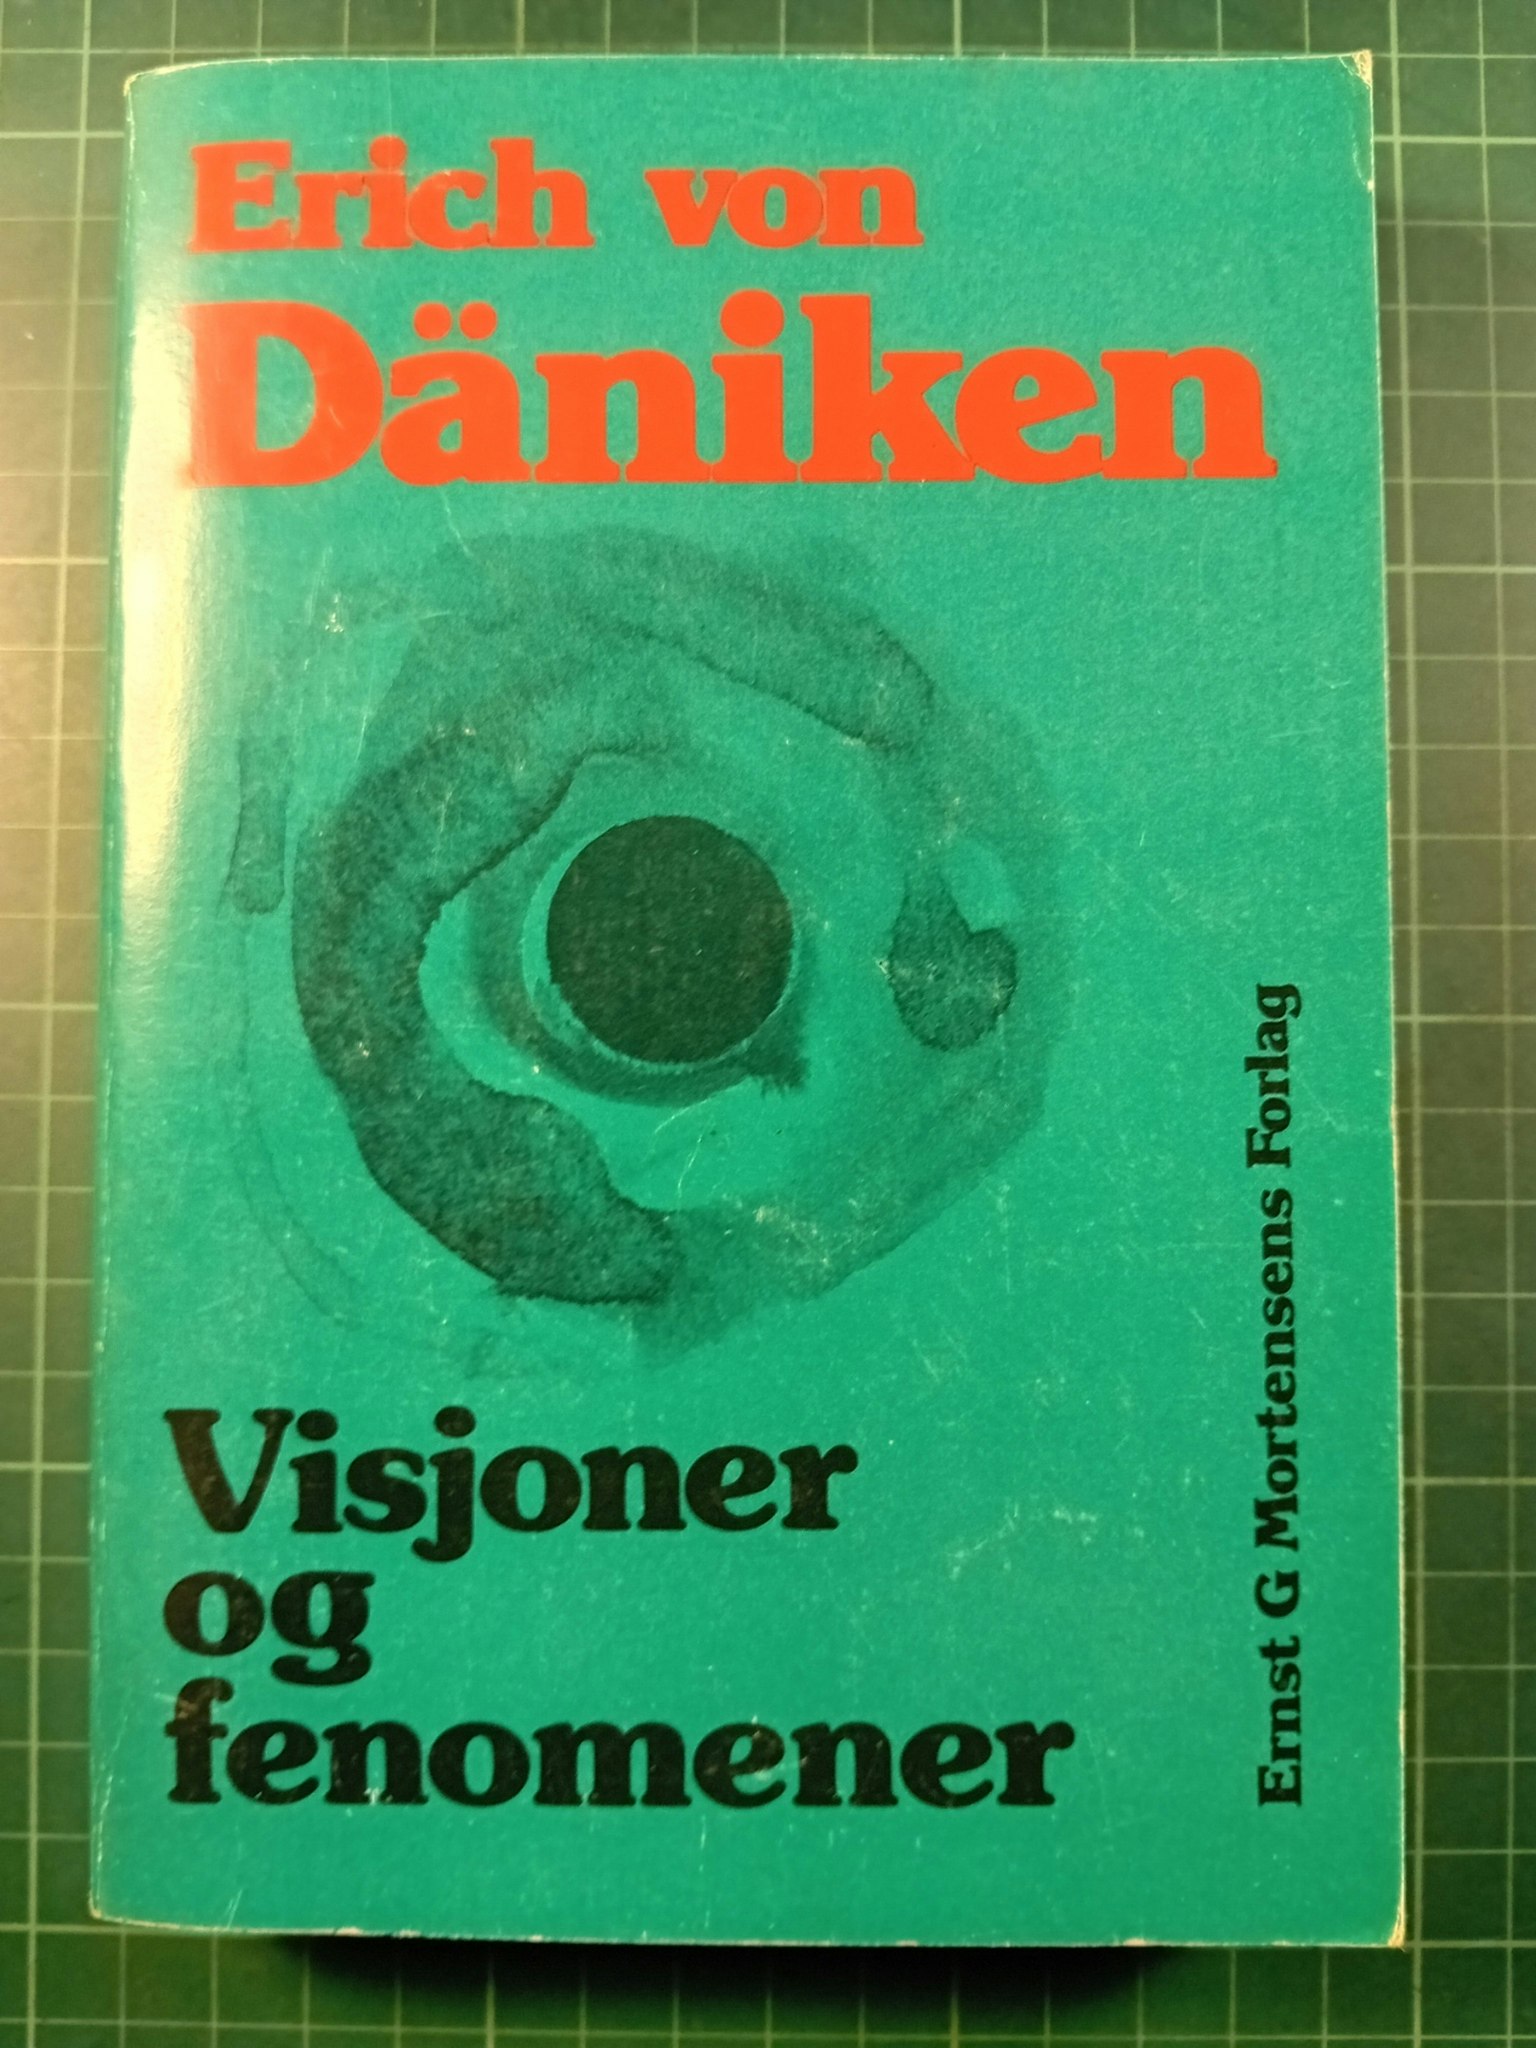 Erich von
Däniken
Visjoner
og
fenomener
Ernst G Mortensens Forlag